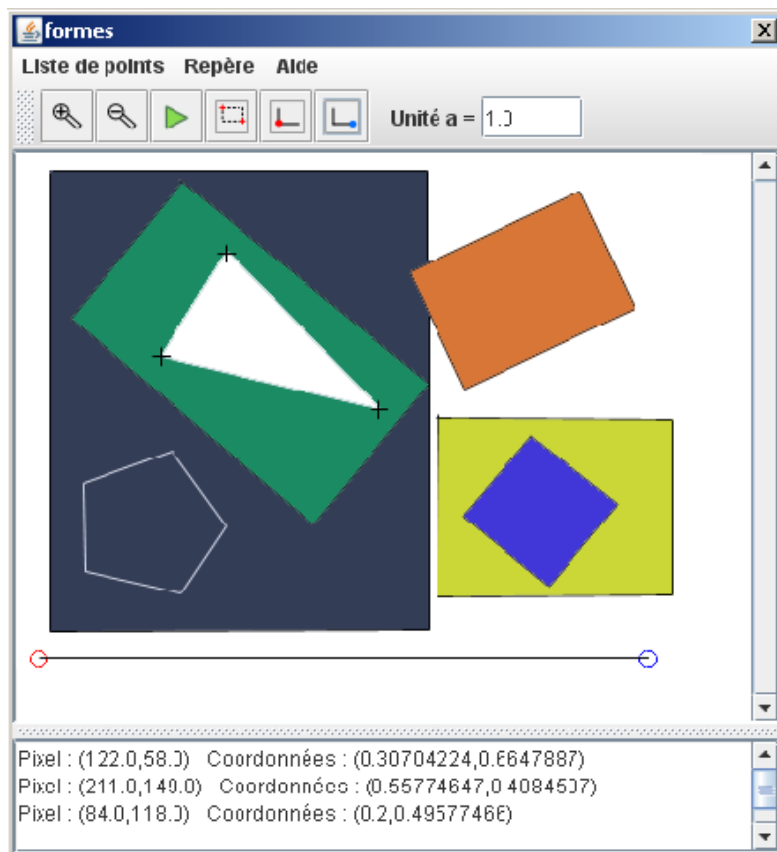 formes
Liste de points Repère Aide
Unité a = 1.0
Pixel : (122.0,58.0) Coordonnées : (0.30704224,0.6647887)
Pixel : (211.0,149.0) Coordonnées : (0.55774647,0.4084507)
Pixel : (84.0,118.0) Coordonnées : (0.2,0.49577466)